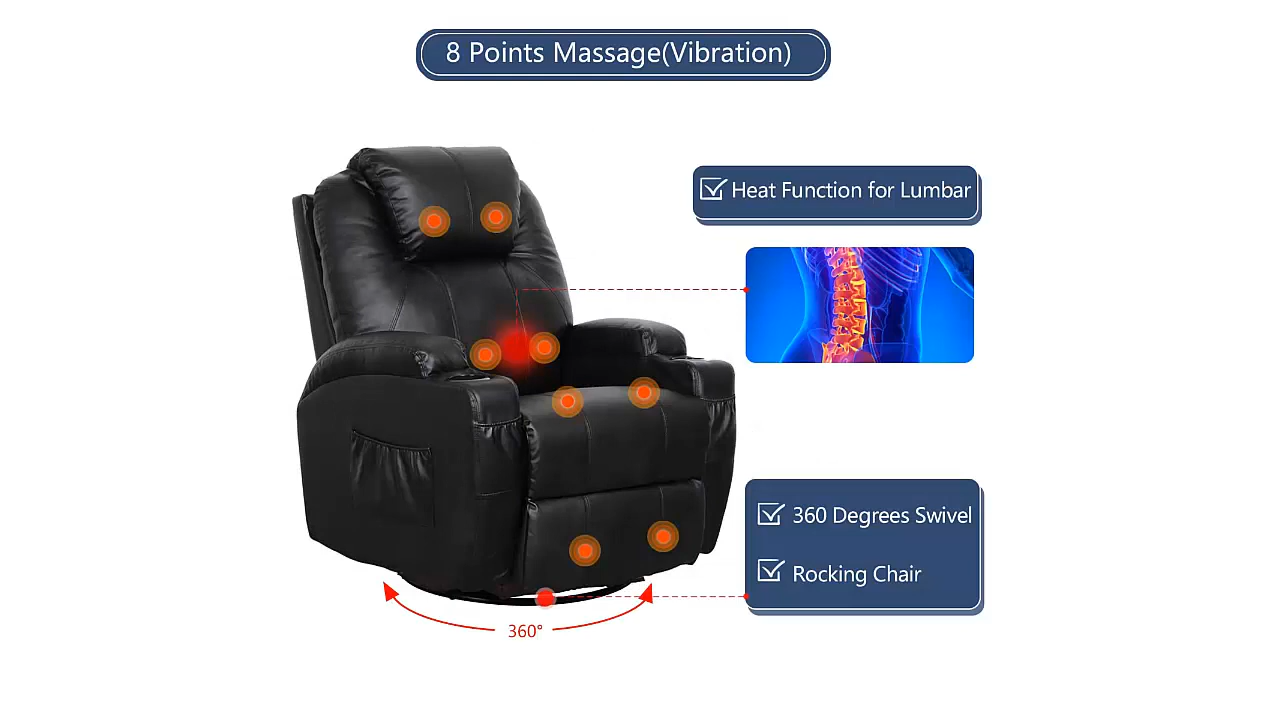 8 Points Massage(Vibration)
Heat Function for Lumbar
360 Degrees Swivel
Rocking Chair
360°